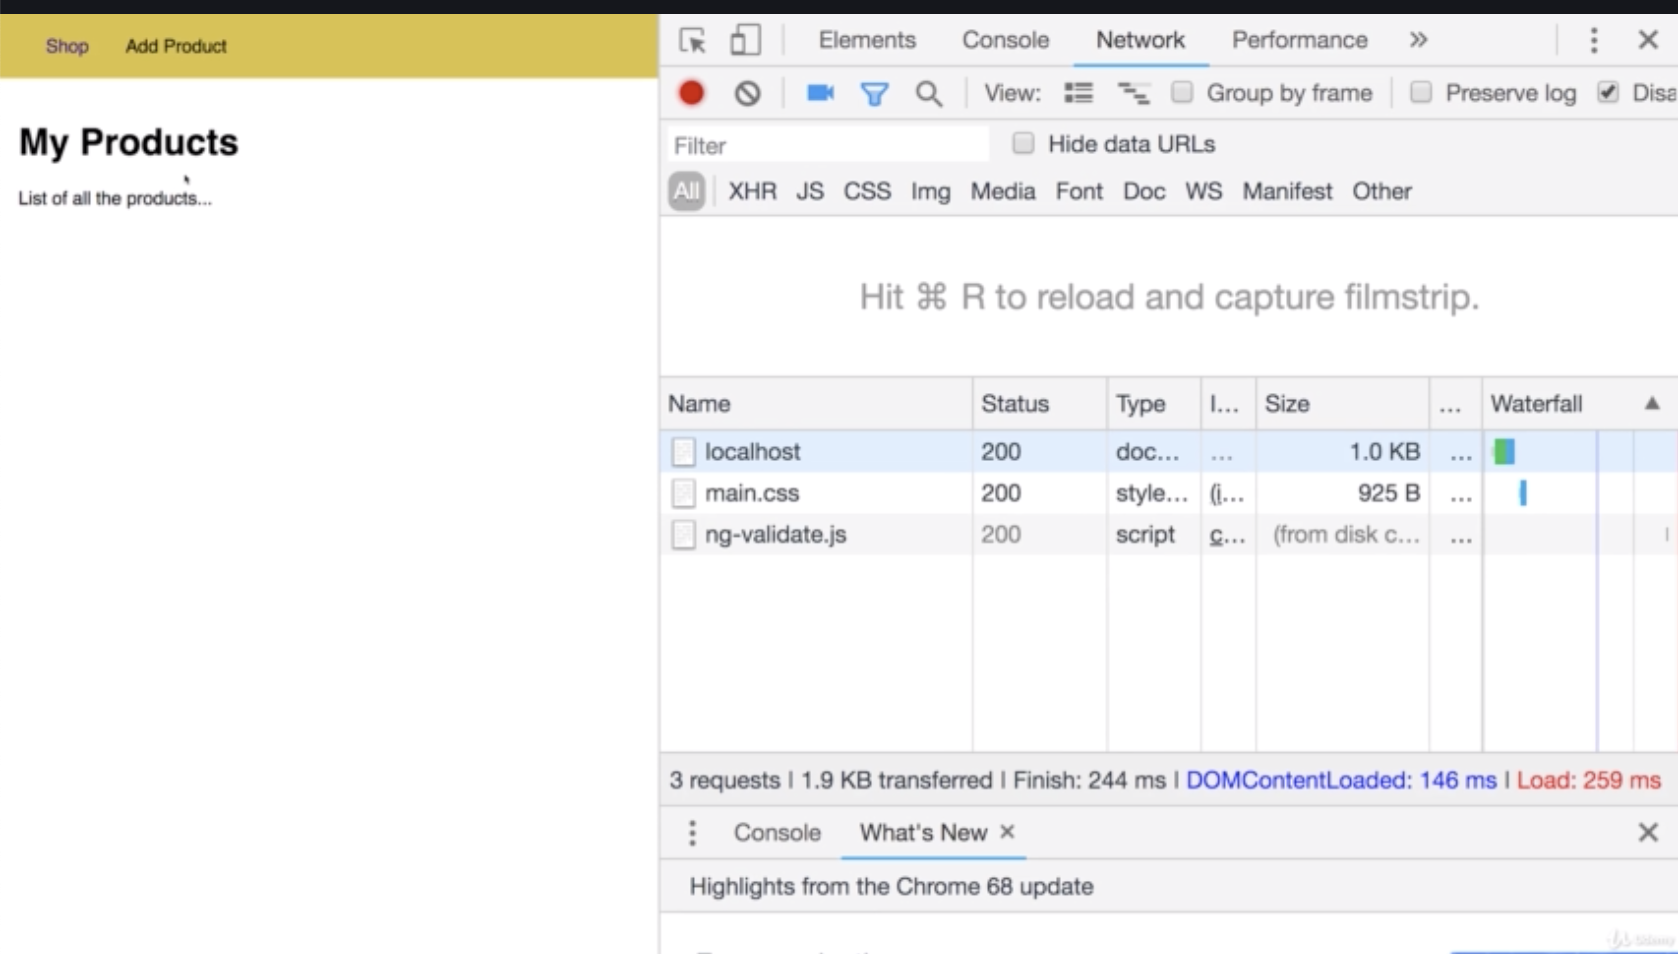 Shop Add Product
My Products
List of all the products...
Elements Console Network Performance »
View: Group by frame Preserve log Disa
Filter Hide data URLs
All XHR JS CSS Img Media Font Doc WS Manifest Other
Hit ⌘ R to reload and capture filmstrip.
Name Status Type I... Size ... Waterfall ▲
localhost 200 doc... ... 1.0 KB ...
main.css 200 style... (i... 925 B ...
ng-validate.js 200 script c... (from disk c... ...
3 requests | 1.9 KB transferred | Finish: 244 ms | DOMContentLoaded: 146 ms | Load: 259 ms
Console What's New ×
Highlights from the Chrome 68 update
Udemy